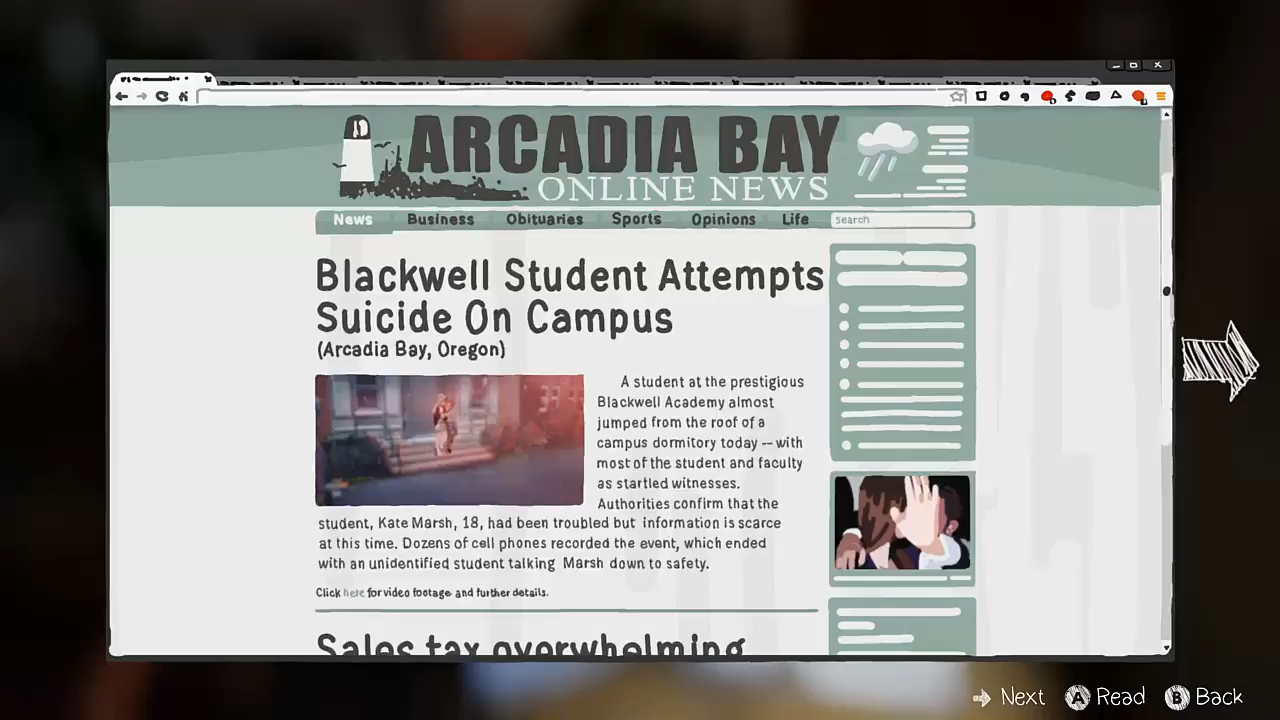 ARCADIA BAY
ONLINE NEWS
News Business Obituaries Sports Opinions Life search
Blackwell Student Attempts
Suicide On Campus
(Arcadia Bay, Oregon)
A student at the prestigious
Blackwell Academy almost
jumped from the roof of a
campus dormitory today -- with
most of the student and faculty
as startled witnesses.
Authorities confirm that the
student, Kate Marsh, 18, had been troubled but information is scarce
at this time. Dozens of cell phones recorded the event, which ended
with an unidentified student talking Marsh down to safety.
Click here for video footage and further details.
Sales tax overwhelming
Next A Read B Back